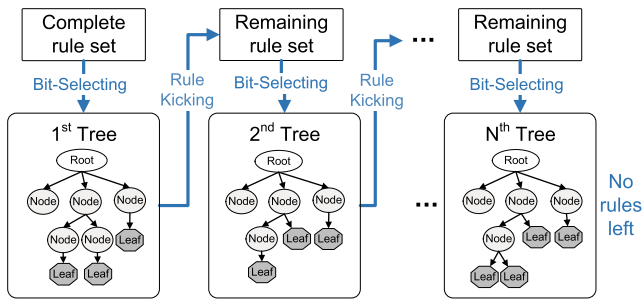 Complete
rule set
Bit-Selecting
1st Tree
Root
Node
Node
Node
Node
Node
Leaf
Leaf
Leaf
Rule
Kicking
Remaining
rule set
Bit-Selecting
2nd Tree
Root
Node
Node
Node
Node
Leaf
Leaf
Leaf
Rule
Kicking
...
...
Remaining
rule set
Bit-Selecting
Nth Tree
Root
Node
Node
Node
Node
Leaf
Leaf
Leaf
Leaf
No
rules
left